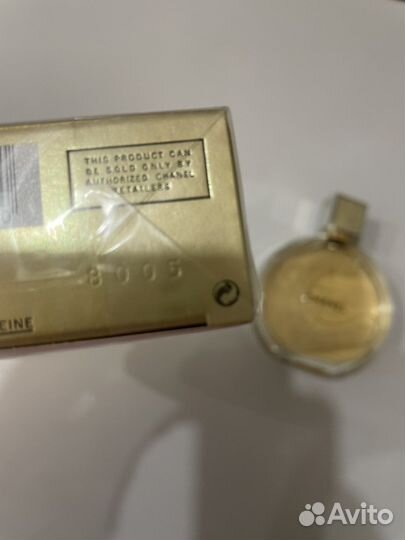 THIS PRODUCT CAN
BE SOLD ONLY BY
AUTHORIZED CHANEL
RETAILERS
8005
EINE
CHANEL
Avito